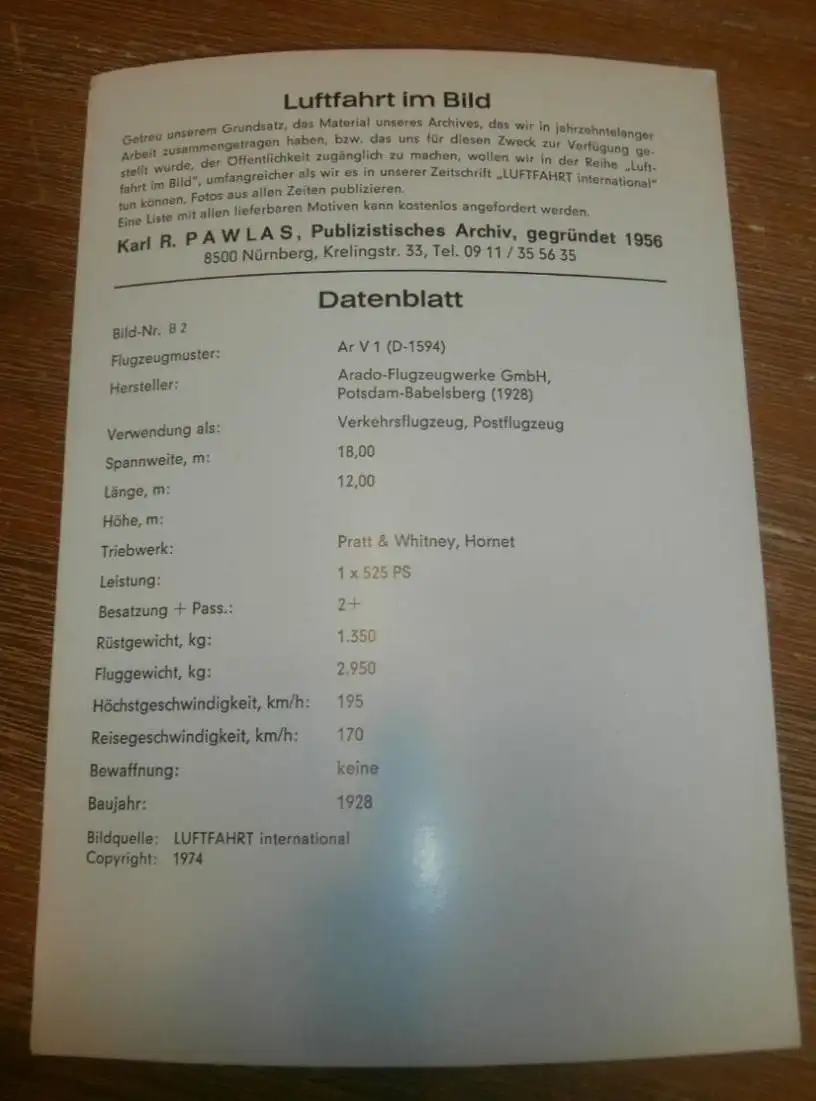 Luftfahrt im Bild
Getreu unserem Grundsatz, das Material unseres Archives, das wir in jahrzehntelanger
Arbeit zusammengetragen haben, bzw. das uns für diesen Zweck zur Verfügung ge-
stellt wurde, der Öffentlichkeit zugänglich zu machen, wollen wir in der Reihe „Luft-
fahrt im Bild", umfangreicher als wir es in unserer Zeitschrift „LUFTFAHRT international"
tun können, Fotos aus allen Zeiten publizieren.
Eine Liste mit allen lieferbaren Motiven kann kostenlos angefordert werden.
Karl R. PAWLAS, Publizistisches Archiv, gegründet 1956
8500 Nürnberg, Krelingstr. 33, Tel. 09 11 / 35 56 35
Datenblatt
Bild-Nr. B 2
Flugzeugmuster: Ar V 1 (D-1594)
Hersteller: Arado-Flugzeugwerke GmbH,
Potsdam-Babelsberg (1928)
Verwendung als: Verkehrsflugzeug, Postflugzeug
Spannweite, m: 18,00
Länge, m: 12,00
Höhe, m:
Triebwerk: Pratt & Whitney, Hornet
Leistung: 1 x 525 PS
Besatzung + Pass.: 2+
Rüstgewicht, kg: 1.350
Fluggewicht, kg: 2.950
Höchstgeschwindigkeit, km/h: 195
Reisegeschwindigkeit, km/h: 170
Bewaffnung: keine
Baujahr: 1928
Bildquelle: LUFTFAHRT international
Copyright: 1974